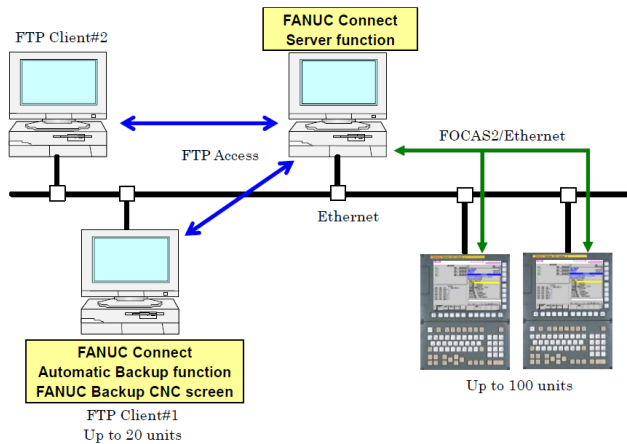 FTP Client#2
FANUC Connect
Server function
FOCAS2/Ethernet
FTP Access
Ethernet
FANUC Connect
Automatic Backup function
FANUC Backup CNC screen
FTP Client#1
Up to 20 units
Up to 100 units